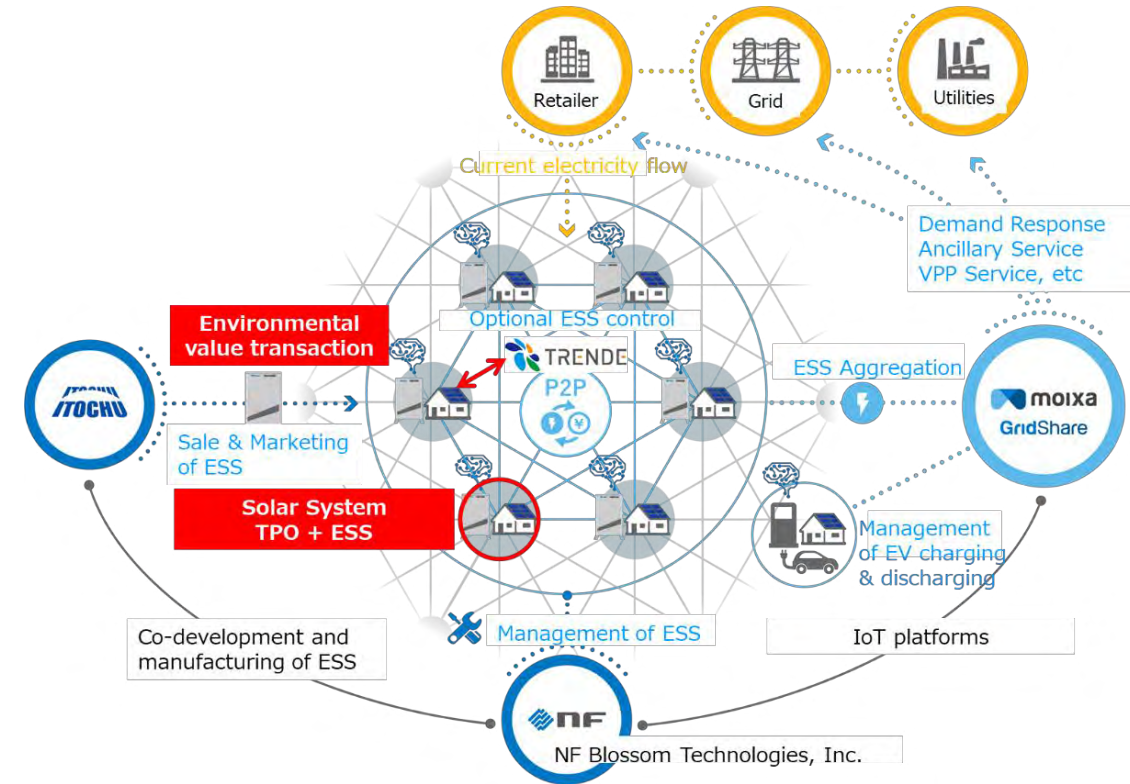 Retailer
Grid
Utilities
Current electricity flow
Demand Response
Ancillary Service
VPP Service, etc
Environmental
value transaction
Optional ESS control
TRENDE
ITOCHU
ITOCHU
P2P
¥
ESS Aggregation
moixa
GridShare
Sale & Marketing
of ESS
Solar System
TPO + ESS
Management
of EV charging
& discharging
Management of ESS
Co-development and
manufacturing of ESS
IoT platforms
NF
NF Blossom Technologies, Inc.